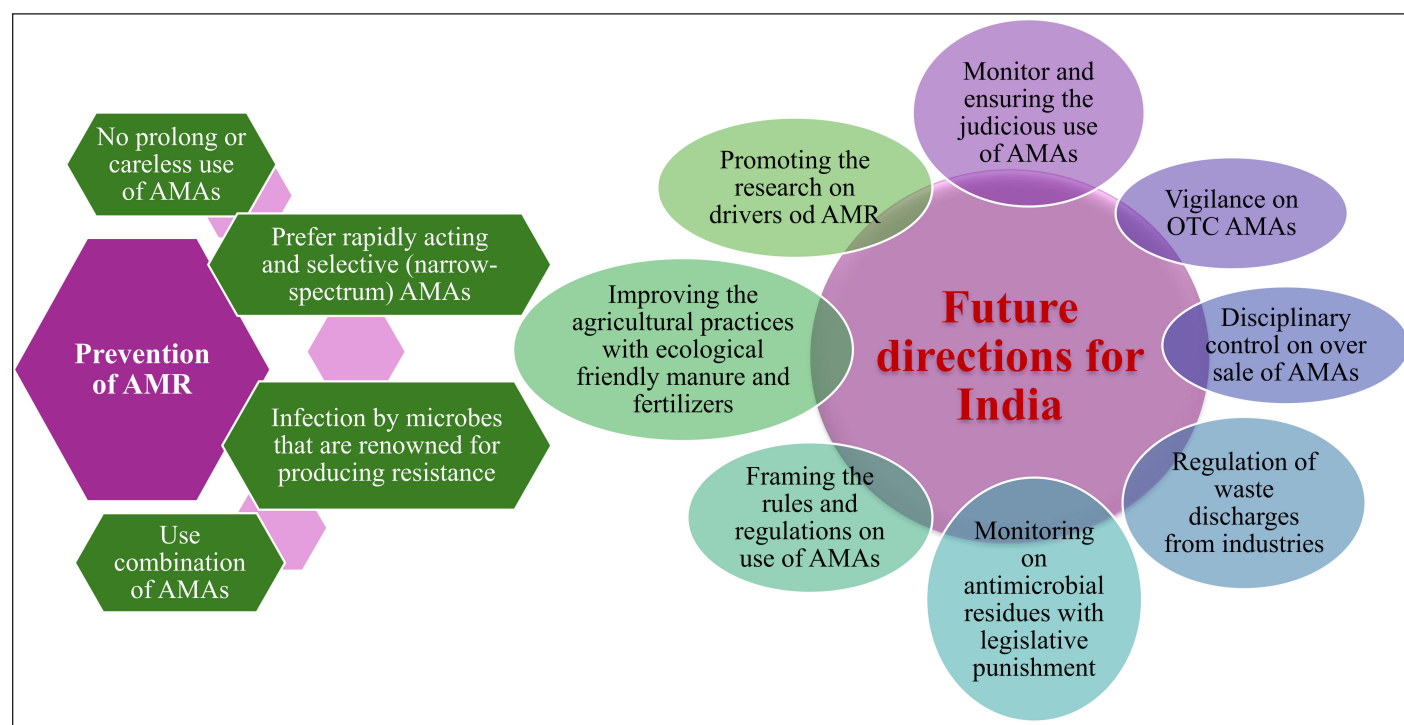 No prolong or
careless use
of AMAs
Prefer rapidly acting
and selective (narrow-
spectrum) AMAs
Prevention
of AMR
Infection by microbes
that are renowned for
producing resistance
Use
combination
of AMAs
Future
directions for
India
Monitor and
ensuring the
judicious use
of AMAs
Vigilance on
OTC AMAs
Disciplinary
control on over
sale of AMAs
Regulation of
waste
discharges
from industries
Monitoring
on
antimicrobial
residues with
legislative
punishment
Framing the
rules and
regulations on
use of AMAs
Improving the
agricultural practices
with ecological
friendly manure and
fertilizers
Promoting the
research on
drivers od AMR